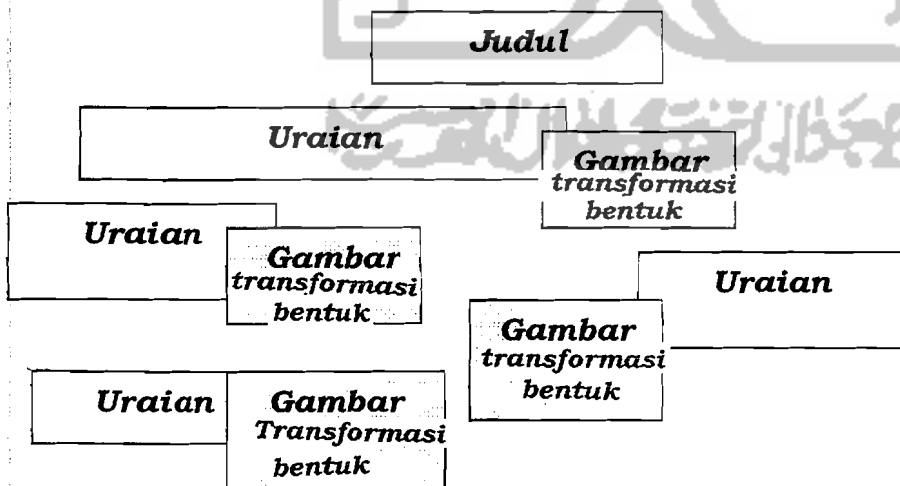 Judul
Uraian
Gambar
transformasi
bentuk
Uraian
Gambar
transformasi
bentuk
Uraian
Gambar
transformasi
bentuk
Uraian
Gambar
Transformasi
bentuk